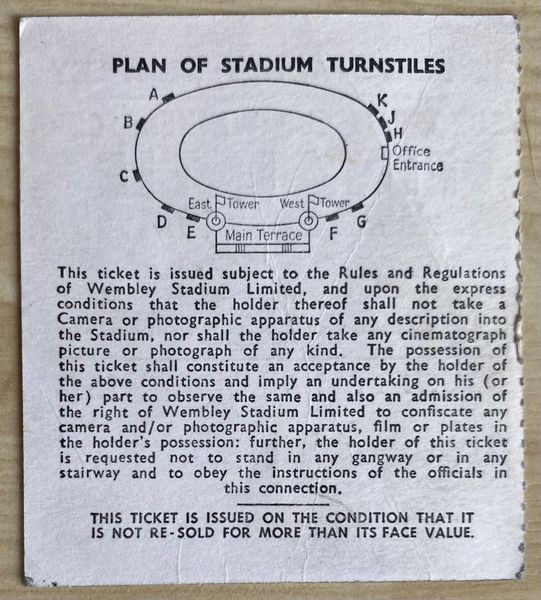 PLAN OF STADIUM TURNSTILES
A
B
C
D
E
K
J
H
Office
Entrance
East Tower
West Tower
Main Terrace
F
G
This ticket is issued subject to the Rules and Regulations
of Wembley Stadium Limited, and upon the express
conditions that the holder thereof shall not take a
Camera or photographic apparatus of any description into
the Stadium, nor shall the holder take any cinematograph
picture or photograph of any kind. The possession of
this ticket shall constitute an acceptance by the holder of
the above conditions and imply an undertaking on his (or
her) part to observe the same and also an admission of
the right of Wembley Stadium Limited to confiscate any
camera and/or photographic apparatus, film or plates in
the holder's possession: further, the holder of this ticket
is requested not to stand in any gangway or in any
stairway and to obey the instructions of the officials in
this connection.
THIS TICKET IS ISSUED ON THE CONDITION THAT IT
IS NOT RE-SOLD FOR MORE THAN ITS FACE VALUE.